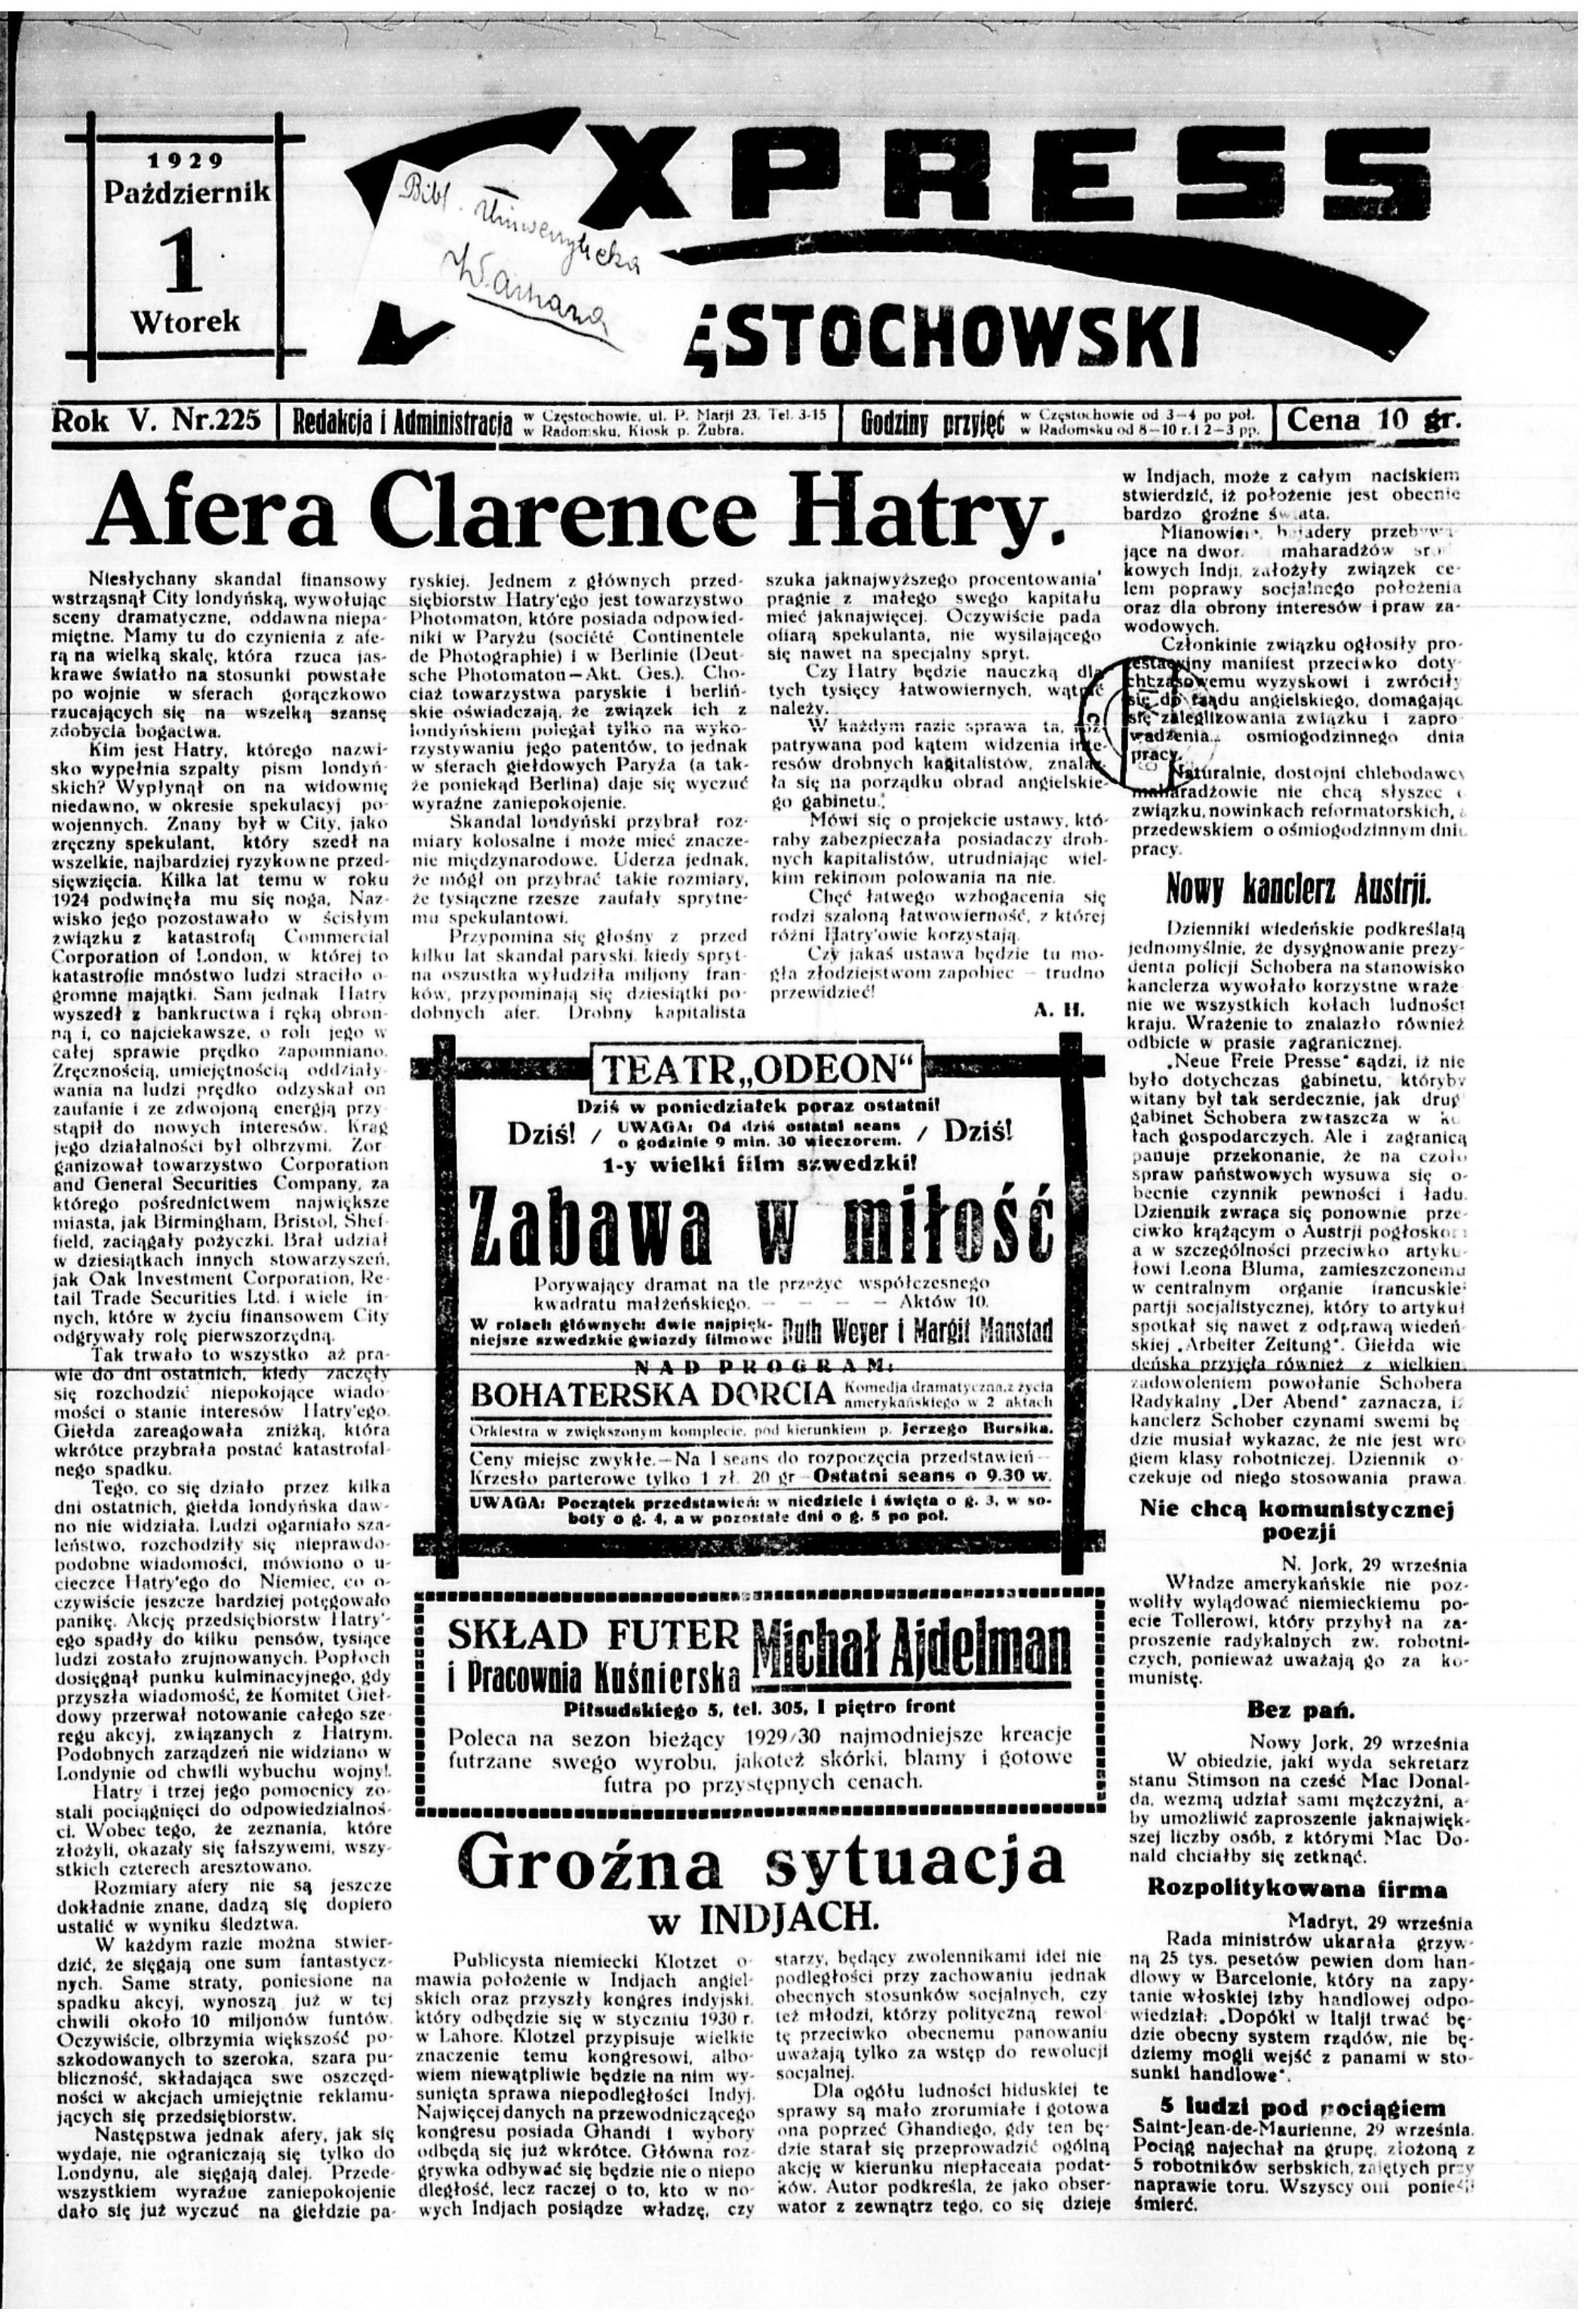 1929
Październik
1
Wtorek
EXPRESS
ĘSTOCHOWSKI
Bibl. Uniwersytecka
Warszawa
Rok V. Nr.225
Redakcja i Administracja
w Częstochowie, ul. P. Marji 23. Tel. 3-15
w Radomsku, Kiosk p. Żubra.
Godziny przyjęć
w Częstochowie od 3—4 po poł.
w Radomsku od 8—10 r. i 2—3 pp.
Cena 10 gr.
Afera Clarence Hatry.
Niesłychany skandal finansowy
wstrząsnął City londyńską, wywołując
sceny dramatyczne, oddawna niepa-
miętne. Mamy tu do czynienia z afe-
rą na wielką skalę, która rzuca jas-
krawe światło na stosunki powstałe
po wojnie w sferach gorączkowo
rzucających się na wszelką szansę
zdobycia bogactwa.
Kim jest Hatry, którego nazwi-
sko wypełnia szpalty pism londyń-
skich? Wypłynął on na widownię
niedawno, w okresie spekulacyj po-
wojennych. Znany był w City, jako
zręczny spekulant, który szedł na
wszelkie, najbardziej ryzykowne przed-
sięwzięcia. Kilka lat temu w roku
1924 podwinęła mu się noga. Naz-
wisko jego pozostawało w ścisłym
związku z katastrofą Commercial
Corporation of London, w której to
katastrofie mnóstwo ludzi straciło o-
gromne majątki. Sam jednak Hatry
wyszedł z bankructwa i ręką obron-
ną i, co najciekawsze, o roli jego w
całej sprawie prędko zapomniano.
Zręcznością, umiejętnością oddziały-
wania na ludzi prędko odzyskał on
zaufanie i ze zdwojoną energją przy
stąpił do nowych interesów. Krąg
jego działalności był olbrzymi. Zor-
ganizował towarzystwo Corporation
and General Securities Company, za
którego pośrednictwem największe
miasta, jak Birmingham, Bristol, Shef-
field, zaciągały pożyczki. Brał udział
w dziesiątkach innych stowarzyszeń,
jak Oak Investment Corporation, Re-
tail Trade Securities Ltd. i wiele in-
nych, które w życiu finansowem City
odgrywały rolę pierwszorzędną.
Tak trwało to wszystko aż pra-
wie do dni ostatnich, kiedy zaczęły
się rozchodzić niepokojące wiado-
mości o stanie interesów Hatry'ego.
Giełda zareagowała zniżką, która
wkrótce przybrała postać katastrofal-
nego spadku.
Tego, co się działo przez kilka
dni ostatnich, giełda londyńska daw-
no nie widziała. Ludzi ogarniało sza-
leństwo, rozchodziły się nieprawdo-
podobne wiadomości, mówiono o u-
cieczce Hatry'ego do Niemiec, co o-
czywiście jeszcze bardziej potęgowało
panikę. Akcję przedsiębiorstw Hatry'-
ego spadły do kilku pensów, tysiące
ludzi zostało zrujnowanych. Popłoch
dosięgnął punku kulminacyjnego, gdy
przyszła wiadomość, że Komitet Gieł-
dowy przerwał notowanie całego sze-
regu akcyj, związanych z Hatrym.
Podobnych zarządzeń nie widziano w
Londynie od chwili wybuchu wojny!.
Hatry i trzej jego pomocnicy zo-
stali pociągnięci do odpowiedzialnoś-
ci. Wobec tego, że zeznania, które
złożyli, okazały się fałszywemi, wszy-
stkich czterech aresztowano.
Rozmiary afery nie są jeszcze
dokładnie znane, dadzą się dopiero
ustalić w wyniku śledztwa.
W każdym razie można stwier-
dzić, że sięgają one sum fantastycz-
nych. Same straty, poniesione na
spadku akcyj, wynoszą już w tej
chwili około 10 miljonów funtów.
Oczywiście, olbrzymia większość po-
szkodowanych to szeroka, szara pu-
bliczność, składająca swe oszczęd-
ności w akcjach umiejętnie reklamu-
jących się przedsiębiorstw.
Następstwa jednak afery, jak się
wydaje, nie ograniczają się tylko do
Londynu, ale sięgają dalej. Przede-
wszystkiem wyraźne zaniepokojenie
dało się już wyczuć na giełdzie pa-
ryskiej. Jednem z głównych przed-
siębiorstw Hatry'ego jest towarzystwo
Photomaton, które posiada odpowied-
niki w Paryżu (société Continentele
de Photographie) i w Berlinie (Deut-
sche Photomaton—Akt. Ges.). Cho-
ciaż towarzystwa paryskie i berliń-
skie oświadczają, że związek ich z
londyńskiem polegał tylko na wyko-
rzystywaniu jego patentów, to jednak
w sferach giełdowych Paryża (a tak-
że poniekąd Berlina) daje się wyczuć
wyraźne zaniepokojenie.
Skandal londyński przybrał roz-
miary kolosalne i może mieć znacze-
nie międzynarodowe. Uderza jednak,
że mógł on przybrać takie rozmiary,
że tysiączne rzesze zaufały sprytne-
mu spekulantowi.
Przypomina się głośny z przed
kilku lat skandal paryski, kiedy spryt-
na oszustka wyłudziła miljony fran-
ków, przypominają się dziesiątki po-
dobnych afer. Drobny kapitalista
szuka jaknajwyższego procentowania
pragnie z małego swego kapitału
mieć jaknajwięcej. Oczywiście pada
ofiarą spekulanta, nie wysilającego
się nawet na specjalny spryt.
Czy Hatry będzie nauczką dla
tych tysięcy łatwowiernych, wątpić
należy.
W każdym razie sprawa ta, roz-
patrywana pod kątem widzenia inte-
resów drobnych kapitalistów, znalaz-
ła się na porządku obrad angielskie-
go gabinetu.
Mówi się o projekcie ustawy, któ-
raby zabezpieczała posiadaczy drob-
nych kapitalistów, utrudniając wiel-
kim rekinom polowania na nie.
Chęć łatwego wzbogacenia się
rodzi szaloną łatwowierność, z której
różni Hatry'owie korzystają.
Czy jakaś ustawa będzie tu mo-
gła złodziejstwom zapobiec — trudno
przewidzieć!
A. H.
TEATR „ODEON“
Dziś w poniedziałek poraz ostatni!
Dziś! / UWAGA: Od dziś ostatni seans / Dziś!
o godzinie 9 min. 30 wieczorem.
1-y wielki film szwedzki!
Zabawa w miłość
Porywający dramat na tle przeżyć współczesnego
kwadratu małżeńskiego. — — — — Aktów 10.
W rolach głównych: dwie najpięk-
niejsze szwedzkie gwiazdy filmowe Ruth Weyer i Margit Manstad
NAD PROGRAM:
BOHATERSKA DORCIA Komedja dramatyczna z życia
amerykańskiego w 2 aktach
Orkiestra w zwiększonym komplecie, pod kierunkiem p. Jerzego Bursika.
Ceny miejsc zwykłe.—Na I seans do rozpoczęcia przedstawień—
Krzesło parterowe tylko 1 zł. 20 gr—Ostatni seans o 9.30 w.
UWAGA: Początek przedstawień: w niedziele i święta o g. 3, w so-
boty o g. 4, a w pozostałe dni o g. 5 po poł.
SKŁAD FUTER
i Pracownia Kuśnierska
Michał Ajdelman
Piłsudskiego 5, tel. 305, I piętro front
Poleca na sezon bieżący 1929/30 najmodniejsze kreacje
futrzane swego wyrobu, jakoteż skórki, blamy i gotowe
futra po przystępnych cenach.
Groźna sytuacja
w INDJACH.
Publicysta niemiecki Klotzet o-
mawia położenie w Indjach angiel-
skich oraz przyszły kongres indyjski,
który odbędzie się w styczniu 1930 r.
w Lahore. Klotzel przypisuje wielkie
znaczenie temu kongresowi, albo-
wiem niewątpliwie będzie na nim wy-
sunięta sprawa niepodległości Indyj.
Najwięcej danych na przewodniczącego
kongresu posiada Ghandi i wybory
odbędą się już wkrótce. Główna roz-
grywka odbywać się będzie nie o niepo
dległość, lecz raczej o to, kto w no-
wych Indjach posiądze władzę, czy
starzy, będący zwolennikami idei nie
podległości przy zachowaniu jednak
obecnych stosunków socjalnych, czy
też młodzi, którzy polityczną rewol
tę przeciwko obecnemu panowaniu
uważają tylko za wstęp do rewolucji
socjalnej.
Dla ogółu ludności hiduskiej te
sprawy są mało zrorumiałe i gotowa
ona poprzeć Ghandiego, gdy ten bę-
dzie starał się przeprowadzić ogólną
akcję w kierunku niepłaceaia podat-
ków. Autor podkreśla, że jako obser-
wator z zewnątrz tego, co się dzieje
w Indjach, może z całym naciskiem
stwierdzić, iż położenie jest obecnie
bardzo groźne
Mianowicie, bajadery przebywa
jące na dwor. maharadżów
kowych Indji, założyły związek ce-
lem poprawy socjalnego położenia
oraz dla obrony interesów i praw za-
wodowych.
Członkinie związku ogłosiły pro-
testacyjny manifest przeciwko doty
chczasowemu wyzyskowi i zwróciły
się do rządu angielskiego, domagając
się zaleglizowania związku i zapro
wadzenia osmiogodzinnego dnia
pracy.
Naturalnie, dostojni chlebodawcy
maharadżowie nie chcą słyszeć o
związku, nowinkach reformatorskich, a
przedewskiem o ośmiogodzinnym dniu
pracy.
Nowy kanclerz Austrji.
Dzienniki wiedeńskie podkreślają
jednomyślnie, że dysygnowanie prezy-
denta policji Schobera na stanowisko
kanclerza wywołało korzystne wraże
nie we wszystkich kołach ludności
kraju. Wrażenie to znalazło również
odbicie w prasie zagranicznej.
„Neue Freie Presse“ sądzi, iż nie
było dotychczas gabinetu, któryby
witany był tak serdecznie, jak drug
gabinet Schobera zwłaszcza w ko
łach gospodarczych. Ale i zagranicą
panuje przekonanie, że na czoło
spraw państwowych wysuwa się o-
becnie czynnik pewności i ładu.
Dziennik zwraca się ponownie prze-
ciwko krążącym o Austrji pogłoskom
a w szczególności przeciwko artyku-
łowi Leona Bluma, zamieszczonemu
w centralnym organie francuskiej
partji socjalistycznej, który to artykuł
spotkał się nawet z odprawą wiedeń
skiej „Arbeiter Zeitung“. Giełda wie
deńska przyjęła również z wielkiem
zadowoleniem powołanie Schobera
Radykalny „Der Abend“ zaznacza, iż
kanclerz Schober czynami swemi bę
dzie musiał wykazac, że nie jest wro
giem klasy robotniczej. Dziennik o-
czekuje od niego stosowania prawa.
Nie chcą komunistycznej
poezji
N. Jork, 29 września
Władze amerykańskie nie poz-
woliły wylądować niemieckiemu po-
ecie Tollerowi, który przybył na za-
proszenie radykalnych zw. robotni-
czych, ponieważ uważają go za ko-
munistę.
Bez pań.
Nowy Jork, 29 września
W obiedzie, jaki wyda sekretarz
stanu Stimson na cześć Mac Donal-
da, wezmą udział sami mężczyźni, a-
by umożliwić zaproszenie jaknajwięk-
szej liczby osób, z którymi Mac Do-
nald chciałby się zetknąć.
Rozpolitykowana firma
Madryt, 29 września
Rada ministrów ukarała grzyw-
ną 25 tys. pesetów pewien dom han-
dlowy w Barcelonie, który na zapy-
tanie włoskiej izby handlowej odpo-
wiedział: „Dopóki w Italji trwać bę-
dzie obecny system rządów, nie bę-
dziemy mogli wejść z panami w sto-
sunki handlowe“.
5 ludzi pod pociągiem
Saint-Jean-de-Maurienne, 29 września.
Pociąg najechał na grupę, złożoną z
5 robotników serbskich, zajętych przy
naprawie toru. Wszyscy oni ponieśli
śmierć.